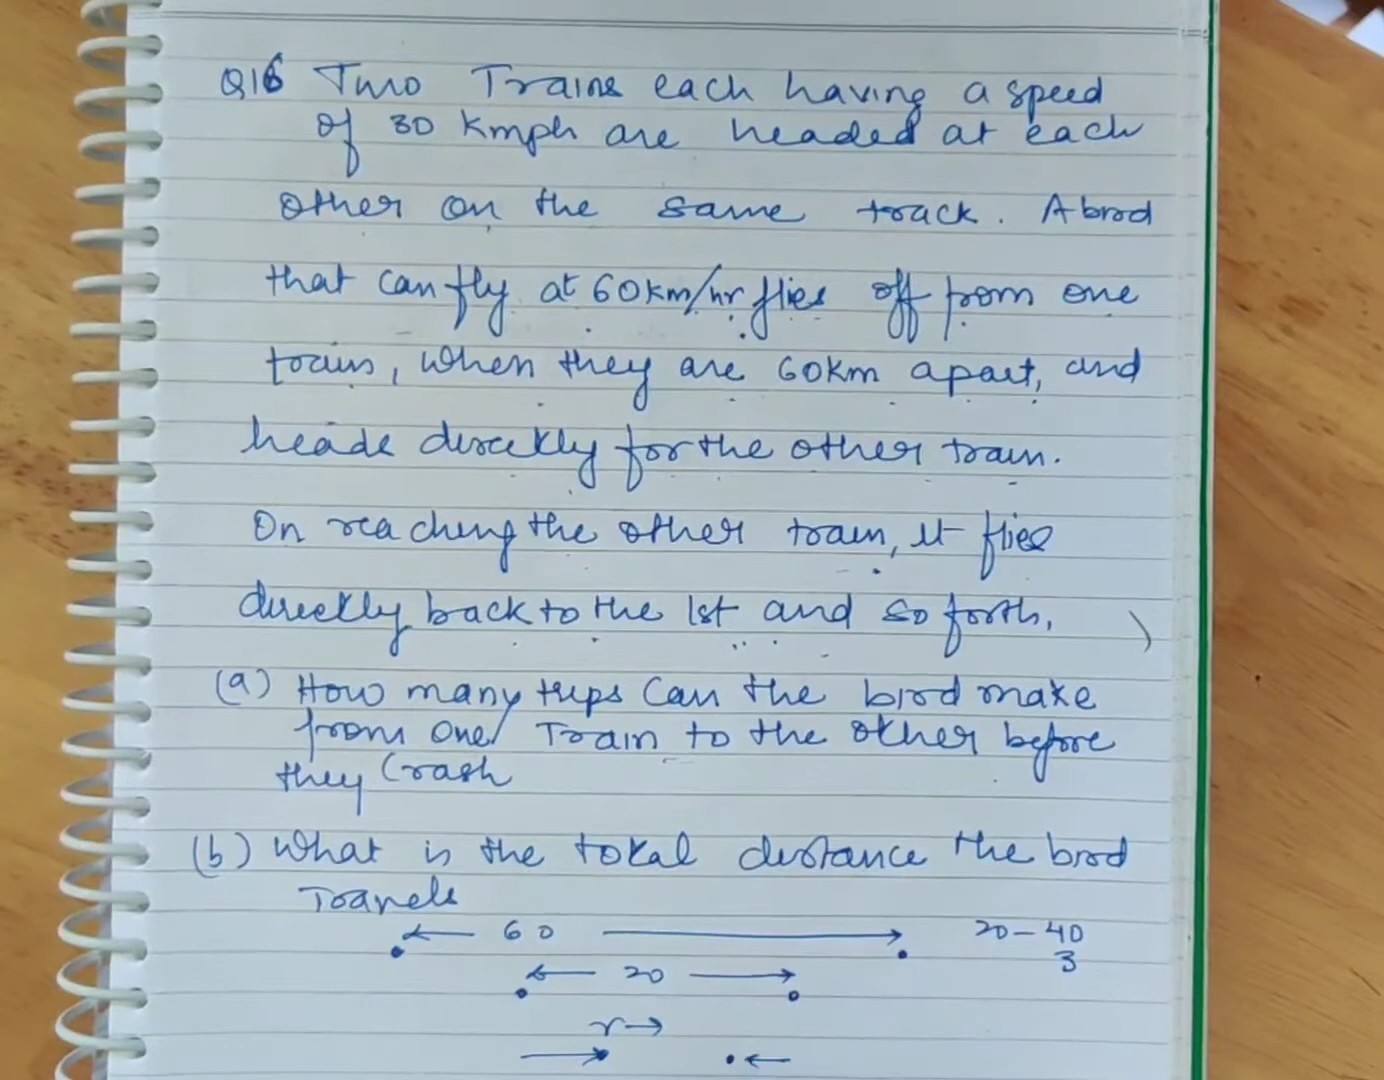 Q16 Two Trains each having a speed
of 30 kmph are headed at each
other on the same track. A bird
that can fly at 60km/hr flies off from one
train, when they are 60km apart, and
heads directly for the other train.
On reaching the other train, it flies
directly back to the 1st and so forth,
(a) How many trips can the bird make
from one Train to the other before
they Crash
(b) What is the total distance the bird
Travels
60 20-40
3
20
r